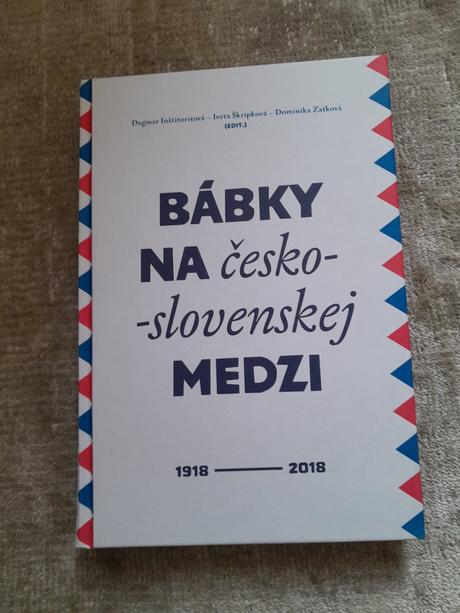 Dagmar Inštitorisová – Iveta Škripková – Dominika Zaťková
(EDIT.)
BÁBKY
NA česko-
-slovenskej
MEDZI
1918 — 2018